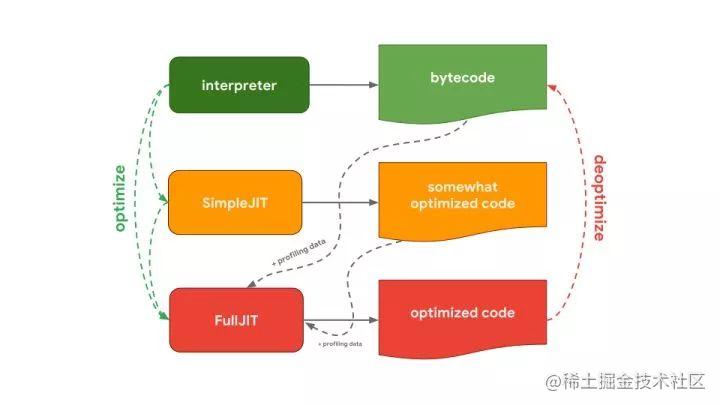 interpreter
bytecode
optimize
SimpleJIT
somewhat
optimized code
deoptimize
+ profiling data
FullJIT
optimized code
+ profiling data
@稀土掘金技术社区